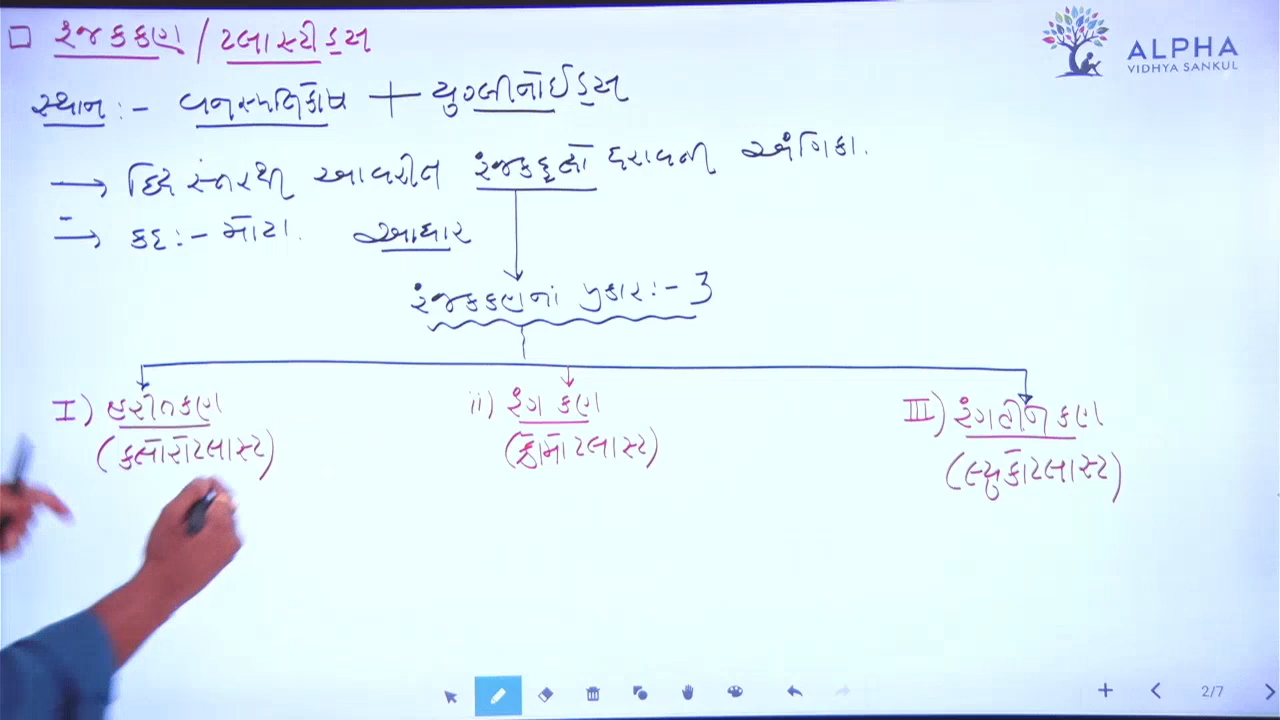 રંજકકણ / પ્લાસ્ટીડ્સ
ALPHA
VIDHYA SANKUL
સ્થાન :- વનસ્પતિકોષ + યુગ્લીનોઈડ્સ
→ દ્વિસ્તરથી આવરીત રંજકદ્રવ્યો ધરાવતી અંગિકા.
→ કદ :- મોટા. આધાર
રંજકકણનાં પ્રકાર :- 3
I) હરીતકણ ii) રંગકણ III) રંગહીન કણ
(ક્લોરોપ્લાસ્ટ) (ક્રોમોપ્લાસ્ટ) (લ્યુકોપ્લાસ્ટ)
2/7